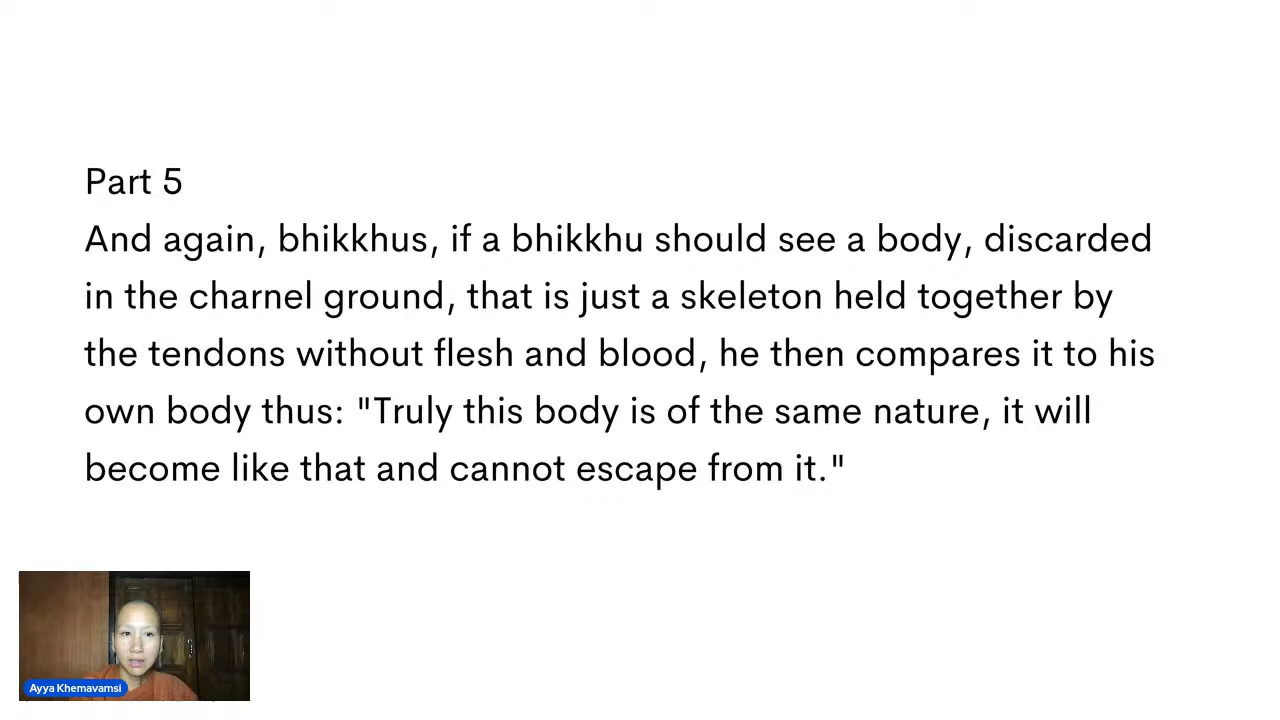 Part 5
And again, bhikkhus, if a bhikkhu should see a body, discarded
in the charnel ground, that is just a skeleton held together by
the tendons without flesh and blood, he then compares it to his
own body thus: "Truly this body is of the same nature, it will
become like that and cannot escape from it."
Ayya Khemavamsi